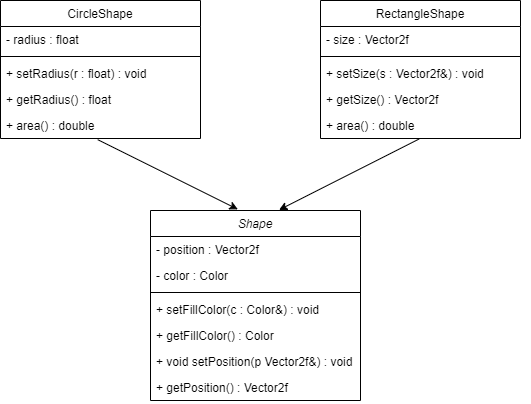 CircleShape
- radius : float
+ setRadius(r : float) : void
+ getRadius() : float
+ area() : double
RectangleShape
- size : Vector2f
+ setSize(s : Vector2f&) : void
+ getSize() : Vector2f
+ area() : double
Shape
- position : Vector2f
- color : Color
+ setFillColor(c : Color&) : void
+ getFillColor() : Color
+ void setPosition(p Vector2f&) : void
+ getPosition() : Vector2f